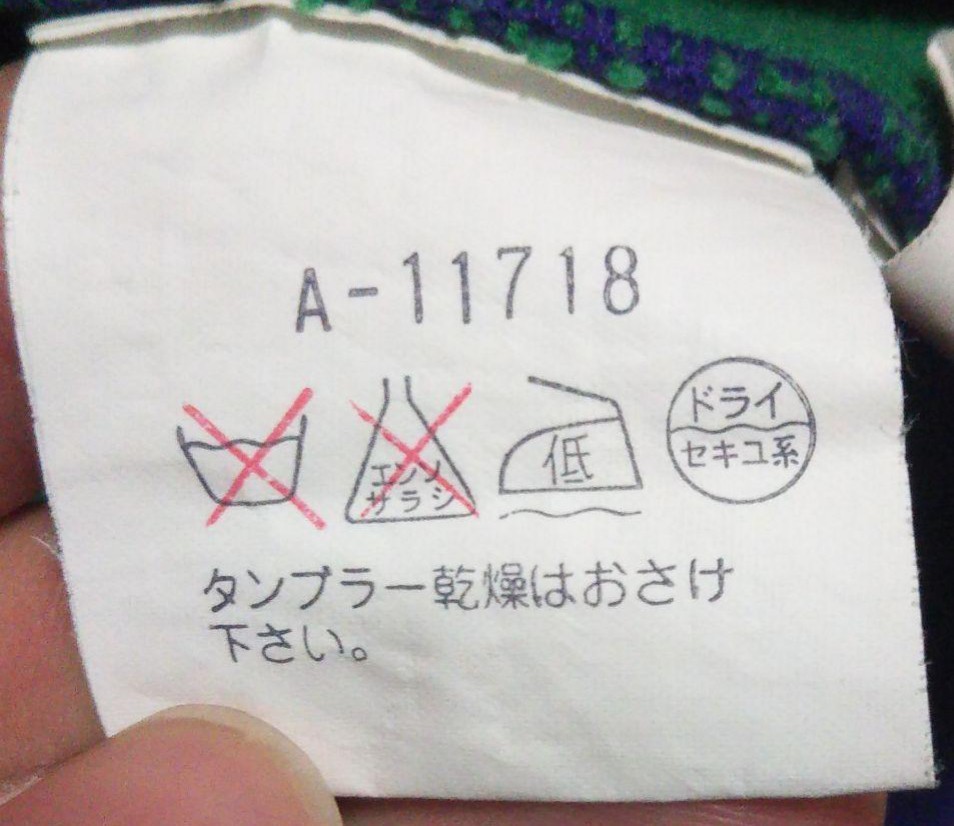 A-11718
エンソ
サラシ
低
ドライ
セキユ系
タンブラー乾燥はおさけ
下さい。